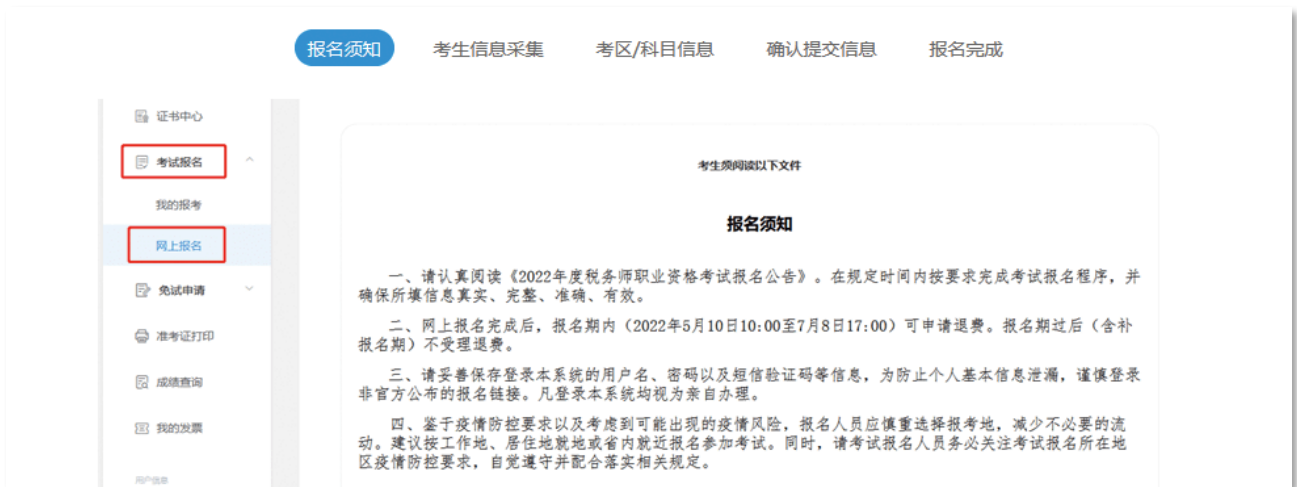 报名须知 考生信息采集 考区/科目信息 确认提交信息 报名完成
证书中心
考试报名
我的报考
网上报名
免试申请
准考证打印
成绩查询
我的发票
用户信息
考生须阅读以下文件
报名须知
一、请认真阅读《2022年度税务师职业资格考试报名公告》。在规定时间内按要求完成考试报名程序，并
确保所填信息真实、完整、准确、有效。
二、网上报名完成后，报名期内（2022年5月10日10:00至7月8日17:00）可申请退费。报名期过后（含补
报名期）不受理退费。
三、请妥善保存登录本系统的用户名、密码以及短信验证码等信息，为防止个人基本信息泄漏，谨慎登录
非官方公布的报名链接。凡登录本系统均视为亲自办理。
四、鉴于疫情防控要求以及考虑到可能出现的疫情风险，报名人员应慎重选择报考地，减少不必要的流
动。建议按工作地、居住地就地或省内就近报名参加考试。同时，请考试报名人员务必关注考试报名所在地
区疫情防控要求，自觉遵守并配合落实相关规定。